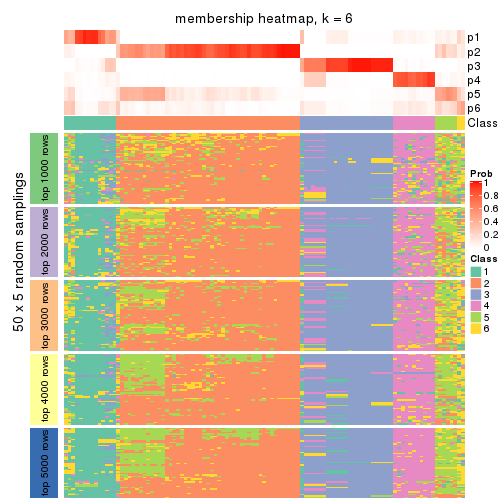 membership heatmap, k = 6
p1
p2
p3
p4
p5
p6
Class
50 x 5 random samplings
top 1000 rows
top 2000 rows
top 3000 rows
top 4000 rows
top 5000 rows
Prob
1
0.8
0.6
0.4
0.2
0
Class
1
2
3
4
5
6